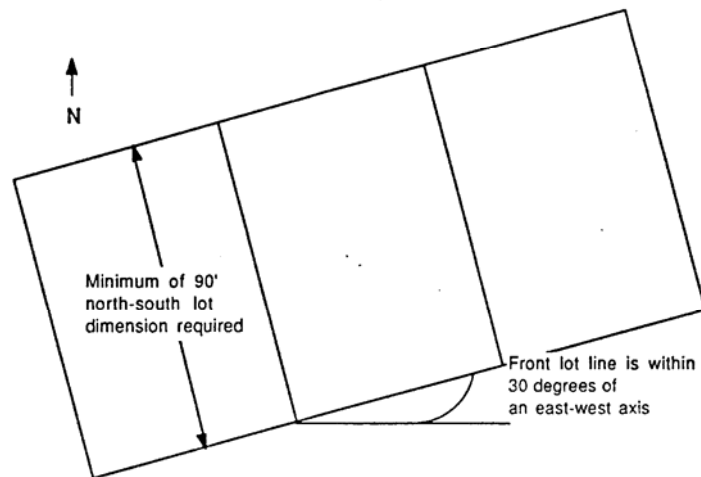 N
Minimum of 90'
north-south lot
dimension required
Front lot line is within
30 degrees of
an east-west axis